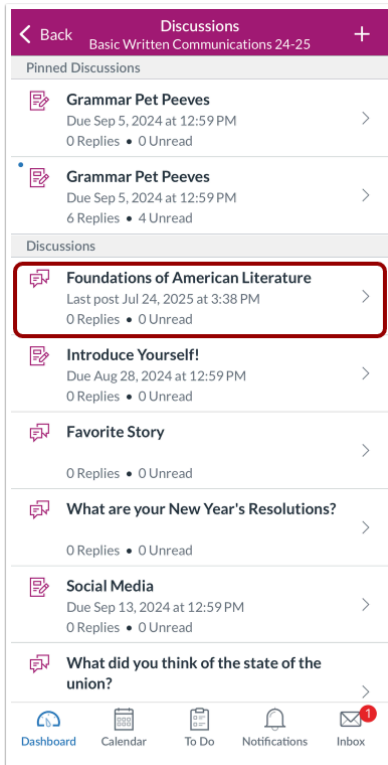 Back
Discussions
Basic Written Communications 24-25
Pinned Discussions
Grammar Pet Peeves
Due Sep 5, 2024 at 12:59 PM
0 Replies • 0 Unread
Grammar Pet Peeves
Due Sep 5, 2024 at 12:59 PM
6 Replies • 4 Unread
Discussions
Foundations of American Literature
Last post Jul 24, 2025 at 3:38 PM
0 Replies • 0 Unread
Introduce Yourself!
Due Aug 28, 2024 at 12:59 PM
0 Replies • 0 Unread
Favorite Story
0 Replies • 0 Unread
What are your New Year's Resolutions?
0 Replies • 0 Unread
Social Media
Due Sep 13, 2024 at 12:59 PM
0 Replies • 0 Unread
What did you think of the state of the
union?
1
Dashboard Calendar To Do Notifications Inbox